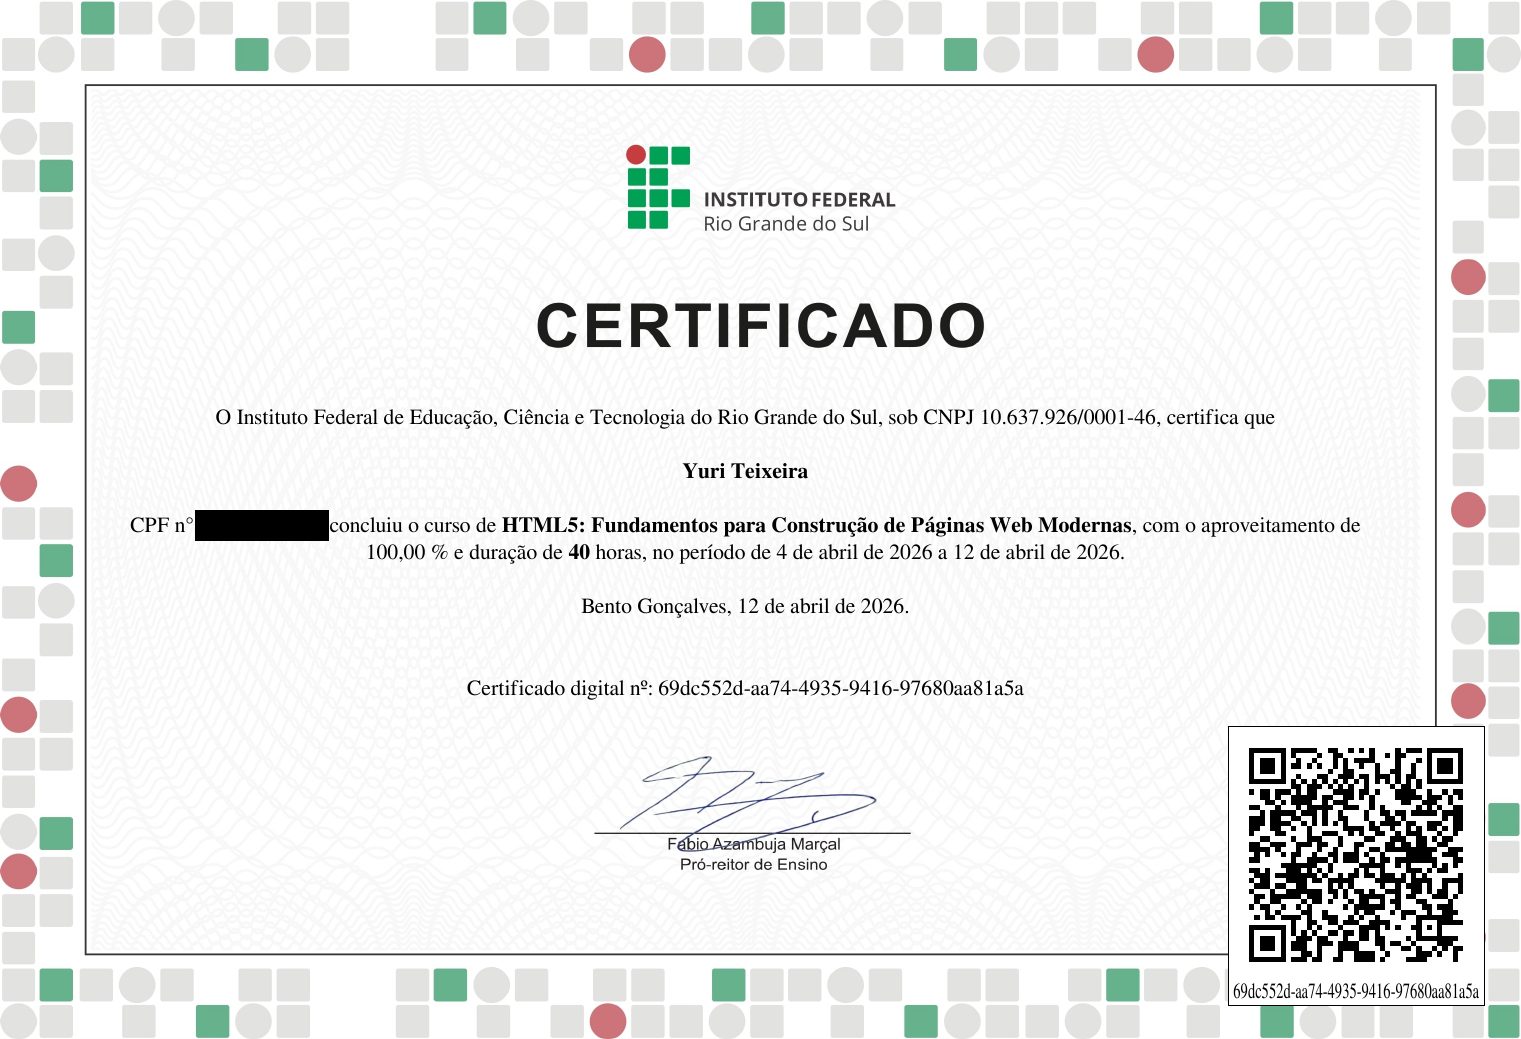 INSTITUTO FEDERAL
Rio Grande do Sul
CERTIFICADO
O Instituto Federal de Educação, Ciência e Tecnologia do Rio Grande do Sul, sob CNPJ 10.637.926/0001-46, certifica que
Yuri Teixeira
CPF n° concluiu o curso de HTML5: Fundamentos para Construção de Páginas Web Modernas, com o aproveitamento de
100,00 % e duração de 40 horas, no período de 4 de abril de 2026 a 12 de abril de 2026.
Bento Gonçalves, 12 de abril de 2026.
Certificado digital nº: 69dc552d-aa74-4935-9416-97680aa81a5a
Fabio Azambuja Marçal
Pró-reitor de Ensino
69dc552d-aa74-4935-9416-97680aa81a5a